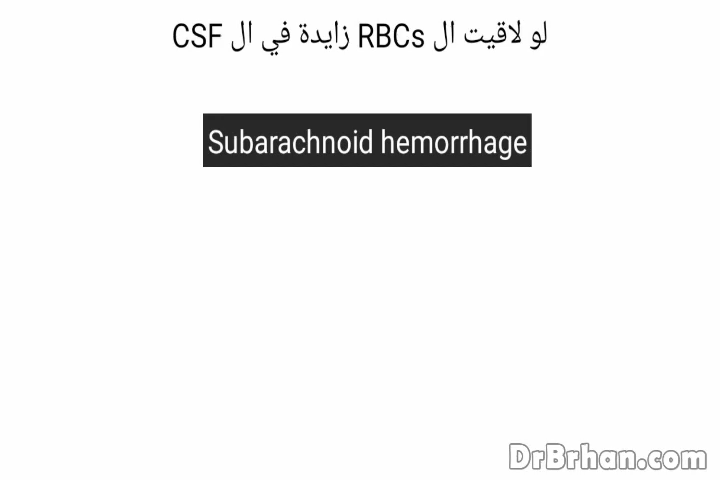 لو لاقيت ال RBCs زايدة في ال CSF
Subarachnoid hemorrhage
DrBrhan.com